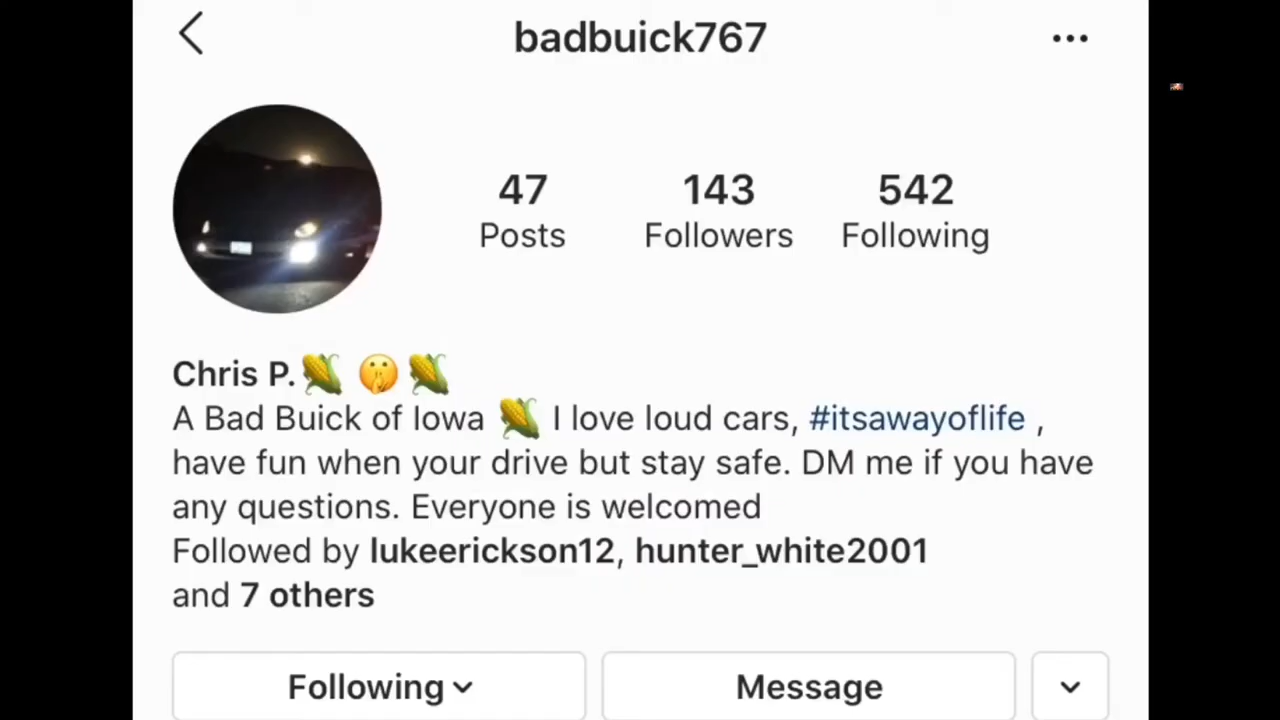 badbuick767
47 143 542
Posts Followers Following
Chris P.🌽 🤫 🌽
A Bad Buick of Iowa 🌽 I love loud cars, #itsawayoflife ,
have fun when your drive but stay safe. DM me if you have
any questions. Everyone is welcomed
Followed by lukeerickson12, hunter_white2001
and 7 others
Following Message